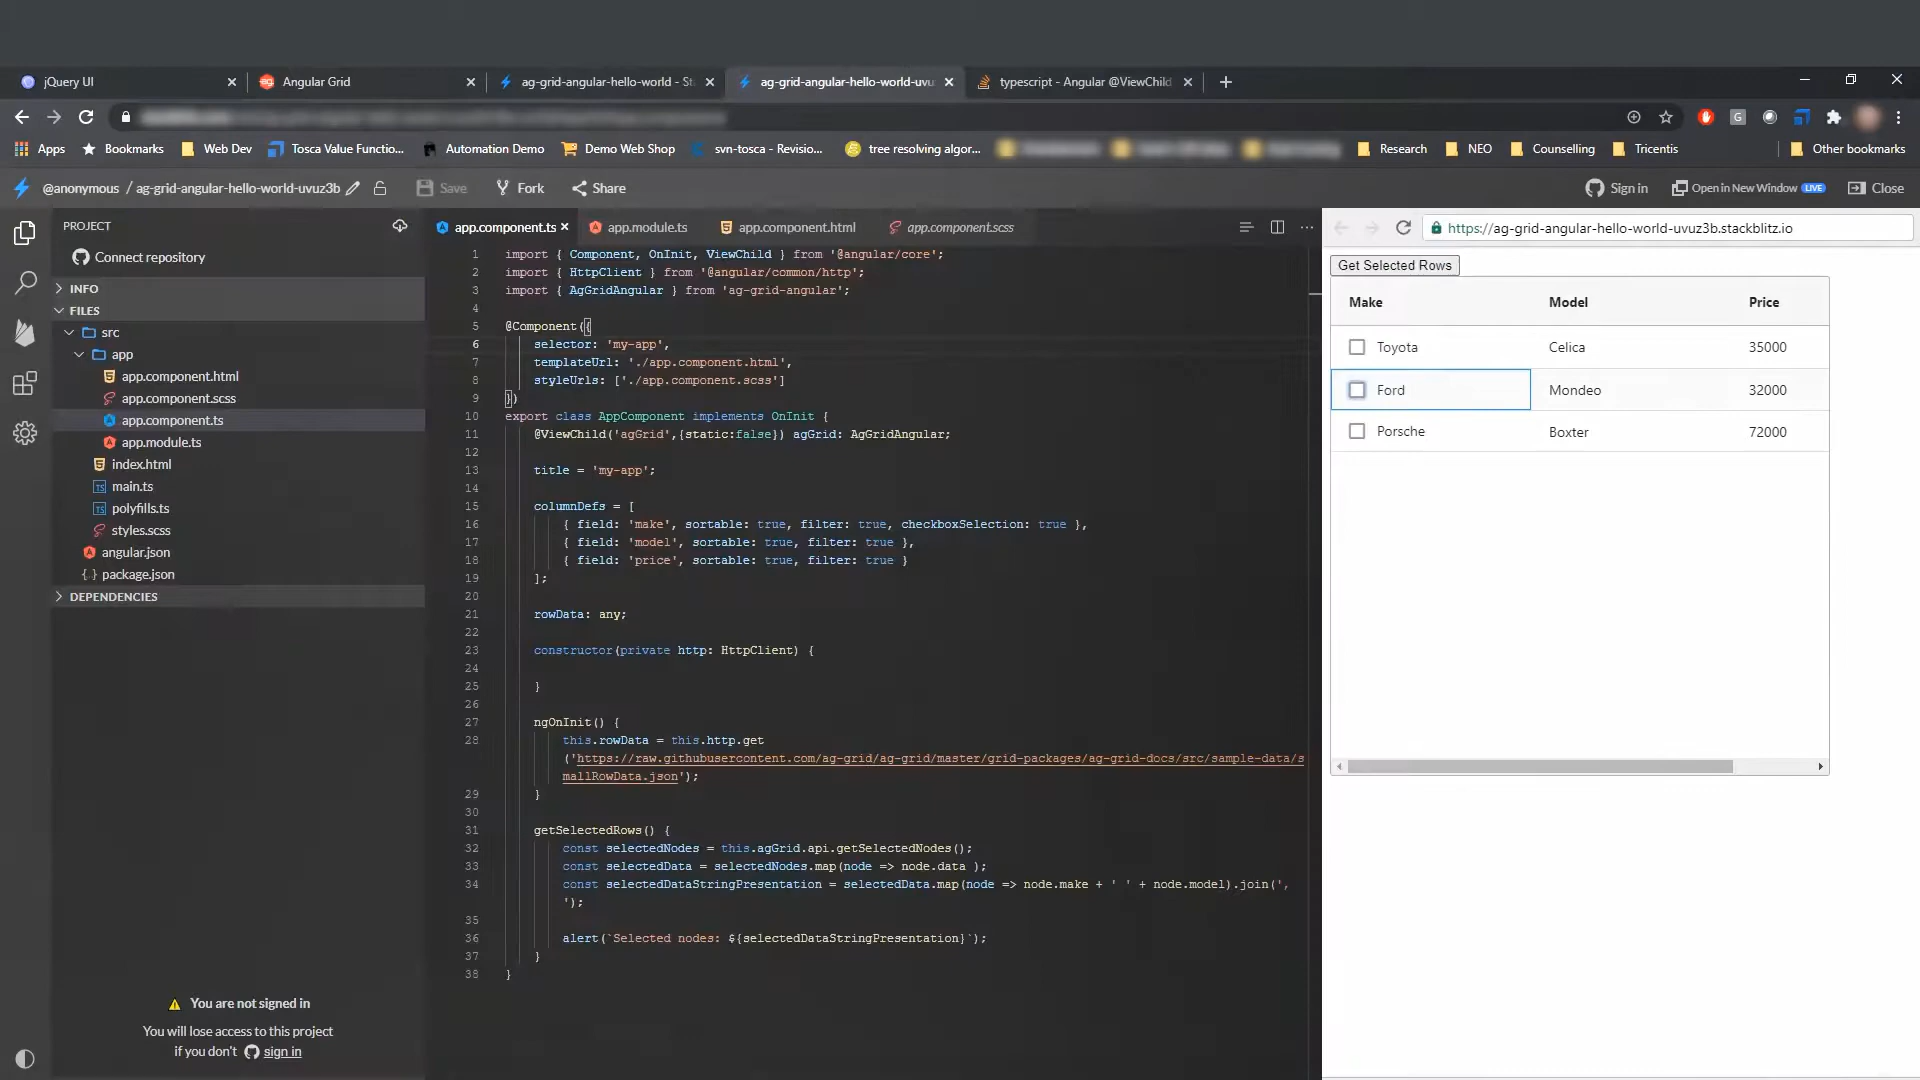 jQuery UI
Angular Grid
ag-grid-angular-hello-world - St
ag-grid-angular-hello-world-uvu
typescript - Angular @ViewChild
Apps
Bookmarks
Web Dev
Tosca Value Functio...
Automation Demo
Demo Web Shop
svn-tosca - Revisio...
tree resolving algor...
Research
NEO
Counselling
Tricentis
Other bookmarks
@anonymous / ag-grid-angular-hello-world-uvuz3b
Save
Fork
Share
Sign in
Open in New Window LIVE
Close
PROJECT
Connect repository
INFO
FILES
src
app
app.component.html
app.component.scss
app.component.ts
app.module.ts
index.html
main.ts
polyfills.ts
styles.scss
angular.json
package.json
DEPENDENCIES
You are not signed in
You will lose access to this project
if you don't sign in
app.component.ts
app.module.ts
app.component.html
app.component.scss
1 import { Component, OnInit, ViewChild } from '@angular/core';
2 import { HttpClient } from '@angular/common/http';
3 import { AgGridAngular } from 'ag-grid-angular';
4
5 @Component({
6 selector: 'my-app',
7 templateUrl: './app.component.html',
8 styleUrls: ['./app.component.scss']
9 })
10 export class AppComponent implements OnInit {
11 @ViewChild('agGrid',{static:false}) agGrid: AgGridAngular;
12
13 title = 'my-app';
14
15 columnDefs = [
16 { field: 'make', sortable: true, filter: true, checkboxSelection: true },
17 { field: 'model', sortable: true, filter: true },
18 { field: 'price', sortable: true, filter: true }
19 ];
20
21 rowData: any;
22
23 constructor(private http: HttpClient) {
24
25 }
26
27 ngOnInit() {
28 this.rowData = this.http.get
('https://raw.githubusercontent.com/ag-grid/ag-grid/master/grid-packages/ag-grid-docs/src/sample-data/s
mallRowData.json');
29 }
30
31 getSelectedRows() {
32 const selectedNodes = this.agGrid.api.getSelectedNodes();
33 const selectedData = selectedNodes.map(node => node.data );
34 const selectedDataStringPresentation = selectedData.map(node => node.make + ' ' + node.model).join(',
');
35
36 alert(`Selected nodes: ${selectedDataStringPresentation}`);
37 }
38 }
https://ag-grid-angular-hello-world-uvuz3b.stackblitz.io
Get Selected Rows
Make Model Price
Toyota Celica 35000
Ford Mondeo 32000
Porsche Boxter 72000